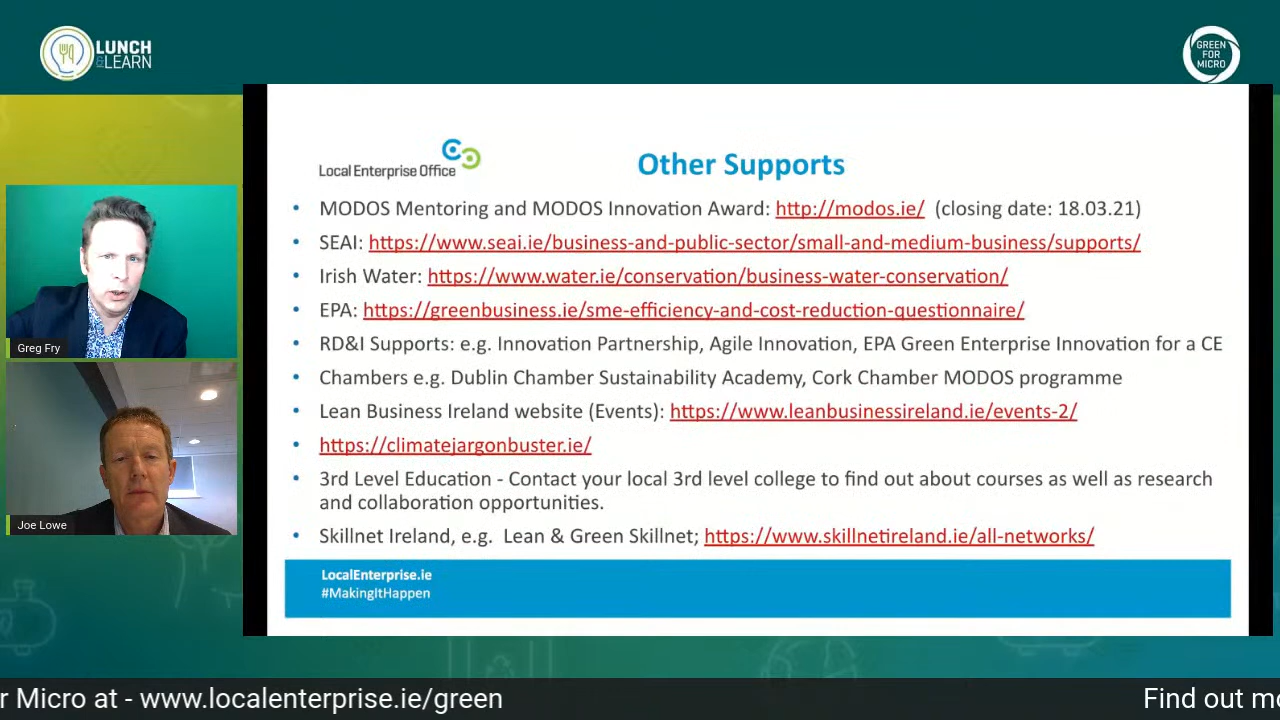 LUNCH
& LEARN
GREEN
FOR
MICRO
Local Enterprise Office
Other Supports
• MODOS Mentoring and MODOS Innovation Award: http://modos.ie/ (closing date: 18.03.21)
• SEAI: https://www.seai.ie/business-and-public-sector/small-and-medium-business/supports/
• Irish Water: https://www.water.ie/conservation/business-water-conservation/
• EPA: https://greenbusiness.ie/sme-efficiency-and-cost-reduction-questionnaire/
• RD&I Supports: e.g. Innovation Partnership, Agile Innovation, EPA Green Enterprise Innovation for a CE
• Chambers e.g. Dublin Chamber Sustainability Academy, Cork Chamber MODOS programme
• Lean Business Ireland website (Events): https://www.leanbusinessireland.ie/events-2/
• https://climatejargonbuster.ie/
• 3rd Level Education - Contact your local 3rd level college to find out about courses as well as research
and collaboration opportunities.
• Skillnet Ireland, e.g. Lean & Green Skillnet; https://www.skillnetireland.ie/all-networks/
LocalEnterprise.ie
#MakingItHappen
Greg Fry
Joe Lowe
r Micro at - www.localenterprise.ie/green
Find out mo